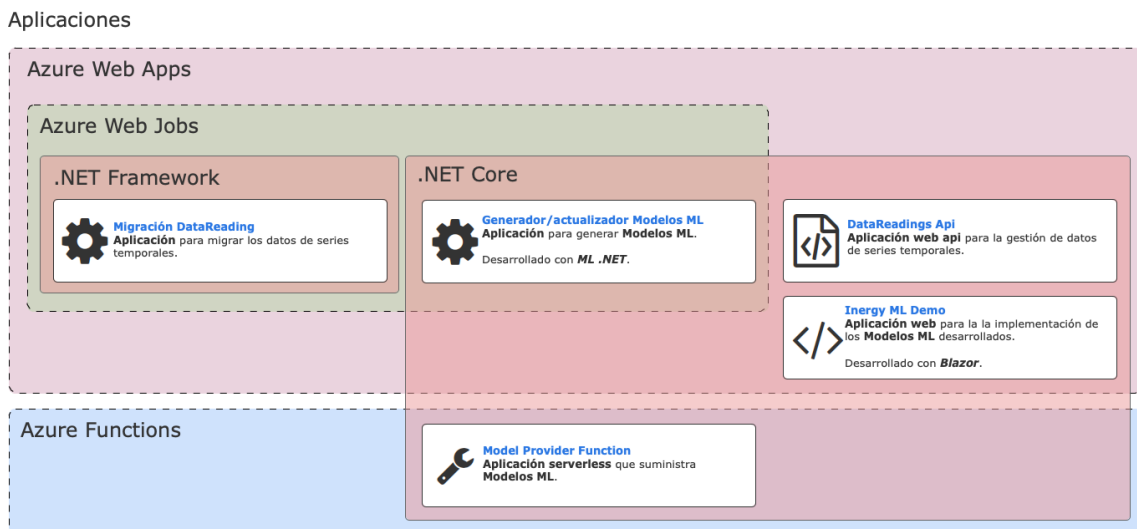 Aplicaciones
Azure Web Apps
Azure Web Jobs
.NET Framework
Migración DataReading
Aplicación para migrar los datos de series
temporales.
.NET Core
Generador/actualizador Modelos ML
Aplicación para generar Modelos ML.
Desarrollado con ML .NET.
DataReadings Api
Aplicación web api para la gestión de datos
de series temporales.
Inergy ML Demo
Aplicación web para la la implementación de
los Modelos ML desarrollados.
Desarrollado con Blazor.
Azure Functions
Model Provider Function
Aplicación serverless que suministra
Modelos ML.